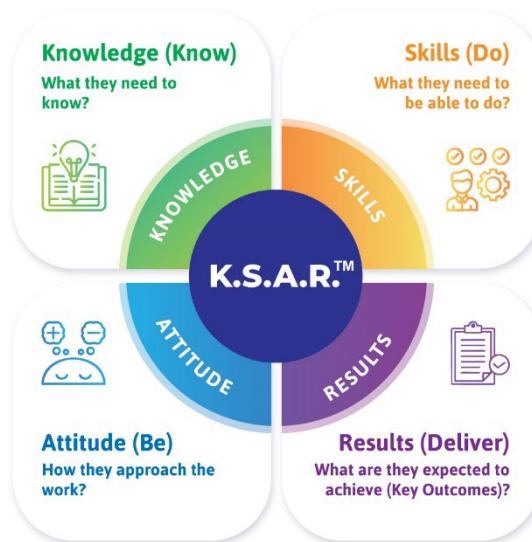 Knowledge (Know)
What they need to
know?
Skills (Do)
What they need to
be able to do?
KNOWLEDGE
SKILLS
K.S.A.R.™
ATTITUDE
RESULTS
Attitude (Be)
How they approach the
work?
Results (Deliver)
What are they expected to
achieve (Key Outcomes)?